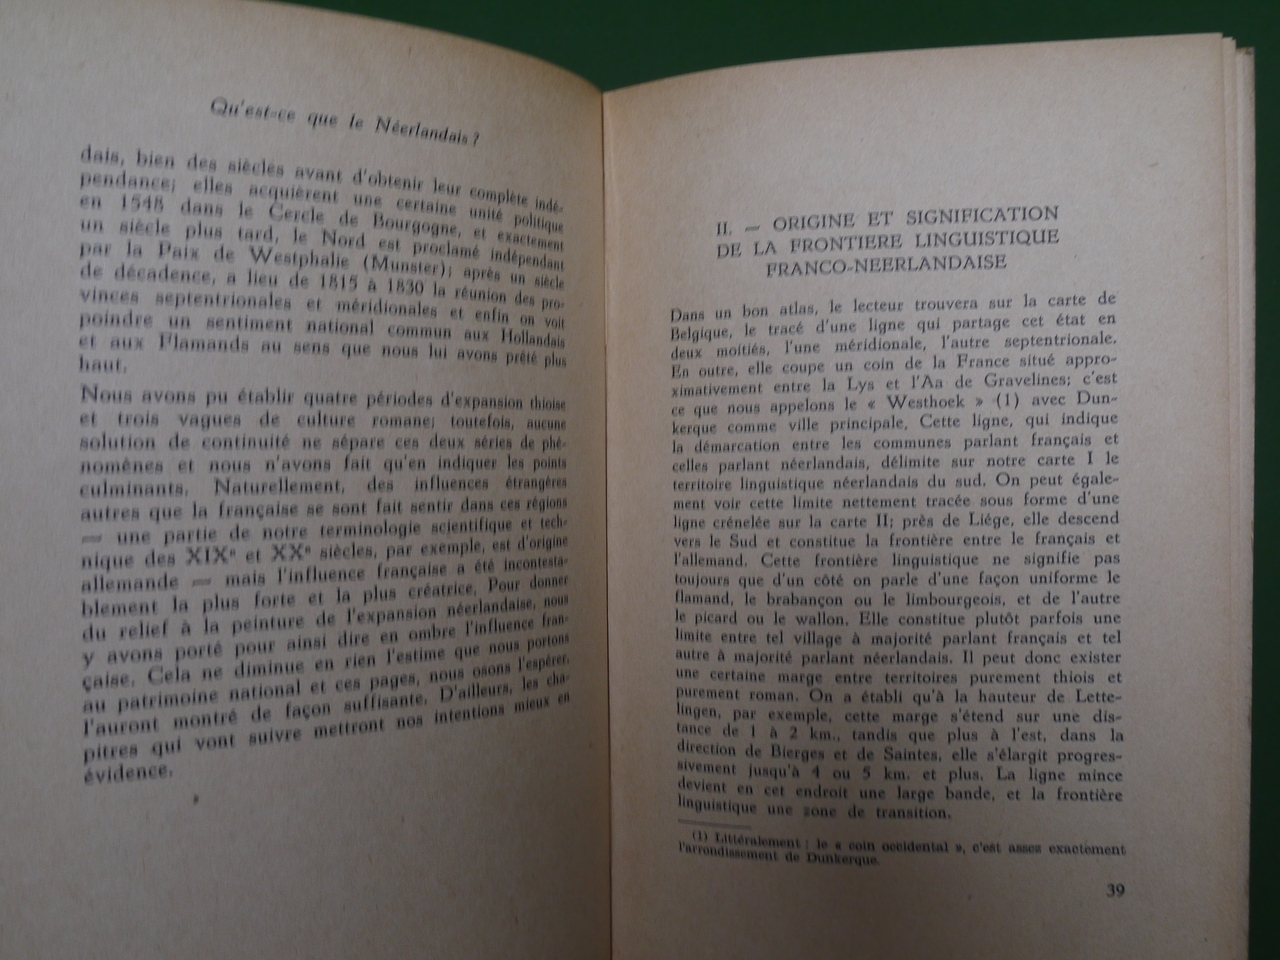 Qu'est-ce que le Néerlandais?
dais, bien des siècles avant d'obtenir leur complète indé-
pendance; elles acquièrent une certaine unité politique
en 1548 dans le Cercle de Bourgogne, et exactement
un siècle plus tard, le Nord est proclamé indépendant
par la Paix de Westphalie (Munster); après un siècle
de décadence, a lieu de 1815 à 1830 la réunion des pro-
vinces septentrionales et méridionales et enfin on voit
poindre un sentiment national commun aux Hollandais
et aux Flamands au sens que nous lui avons prêté plus
haut.
Nous avons pu établir quatre périodes d'expansion thioise
et trois vagues de culture romane; toutefois, aucune
solution de continuité ne sépare ces deux séries de phé-
nomènes et nous n'avons fait qu'en indiquer les points
culminants. Naturellement, des influences étrangères
autres que la française se sont fait sentir dans ces régions
— une partie de notre terminologie scientifique et tech-
nique des XIXe et XXe siècles, par exemple, est d'origine
allemande — mais l'influence française a été incontesta-
blement la plus forte et la plus créatrice. Pour donner
du relief à la peinture de l'expansion néerlandaise, nous
y avons porté pour ainsi dire en ombre l'influence fran-
çaise. Cela ne diminue en rien l'estime que nous portons
au patrimoine national et ces pages, nous osons l'espérer,
l'auront montré de façon suffisante. D'ailleurs, les cha-
pitres qui vont suivre mettront nos intentions mieux en
évidence.
II. — ORIGINE ET SIGNIFICATION
DE LA FRONTIERE LINGUISTIQUE
FRANCO-NEERLANDAISE
Dans un bon atlas, le lecteur trouvera sur la carte de
Belgique, le tracé d'une ligne qui partage cet état en
deux moitiés, l'une méridionale, l'autre septentrionale.
En outre, elle coupe un coin de la France situé appro-
ximativement entre la Lys et l'Aa de Gravelines; c'est
ce que nous appelons le « Westhoek » (1) avec Dun-
kerque comme ville principale. Cette ligne, qui indique
la démarcation entre les communes parlant français et
celles parlant néerlandais, délimite sur notre carte I le
territoire linguistique néerlandais du sud. On peut égale-
ment voir cette limite nettement tracée sous forme d'une
ligne crénelée sur la carte II; près de Liége, elle descend
vers le Sud et constitue la frontière entre le français et
l'allemand. Cette frontière linguistique ne signifie pas
toujours que d'un côté on parle d'une façon uniforme le
flamand, le brabançon ou le limbourgeois, et de l'autre
le picard ou le wallon. Elle constitue plutôt parfois une
limite entre tel village à majorité parlant français et tel
autre à majorité parlant néerlandais. Il peut donc exister
une certaine marge entre territoires purement thiois et
purement roman. On a établi qu'à la hauteur de Lette-
lingen, par exemple, cette marge s'étend sur une dis-
tance de 1 à 2 km., tandis que plus à l'est, dans la
direction de Bierges et de Saintes, elle s'élargit progres-
sivement jusqu'à 4 ou 5 km. et plus. La ligne mince
devient en cet endroit une large bande, et la frontière
linguistique une zone de transition.
(1) Littéralement : le « coin occidental », c'est assez exactement
l'arrondissement de Dunkerque.
39